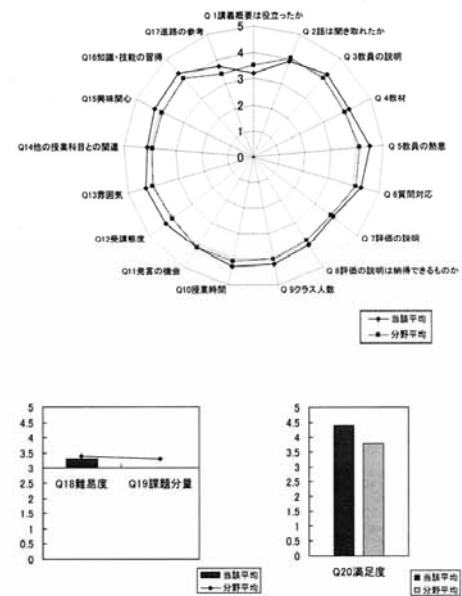 Q 1講義概要は役立ったか
Q 2話は聞き取れたか
Q 3教員の説明
Q 4教材
Q 5教員の熱意
Q 6質問対応
Q 7評価の説明
Q 8評価の説明は納得できるものか
Q 9クラス人数
Q10授業時間
Q11発言の機会
Q12受講態度
Q13雰囲気
Q14他の授業科目との関連
Q15興味関心
Q16知識・技能の習得
Q17進路の参考
5
4
3
2
1
0
当該平均
分野平均
5
4.5
4
3.5
3
2.5
2
1.5
1
0.5
0
Q18難易度
Q19課題分量
当該平均
分野平均
5
4.5
4
3.5
3
2.5
2
1.5
1
0.5
0
Q20満足度
当該平均
分野平均